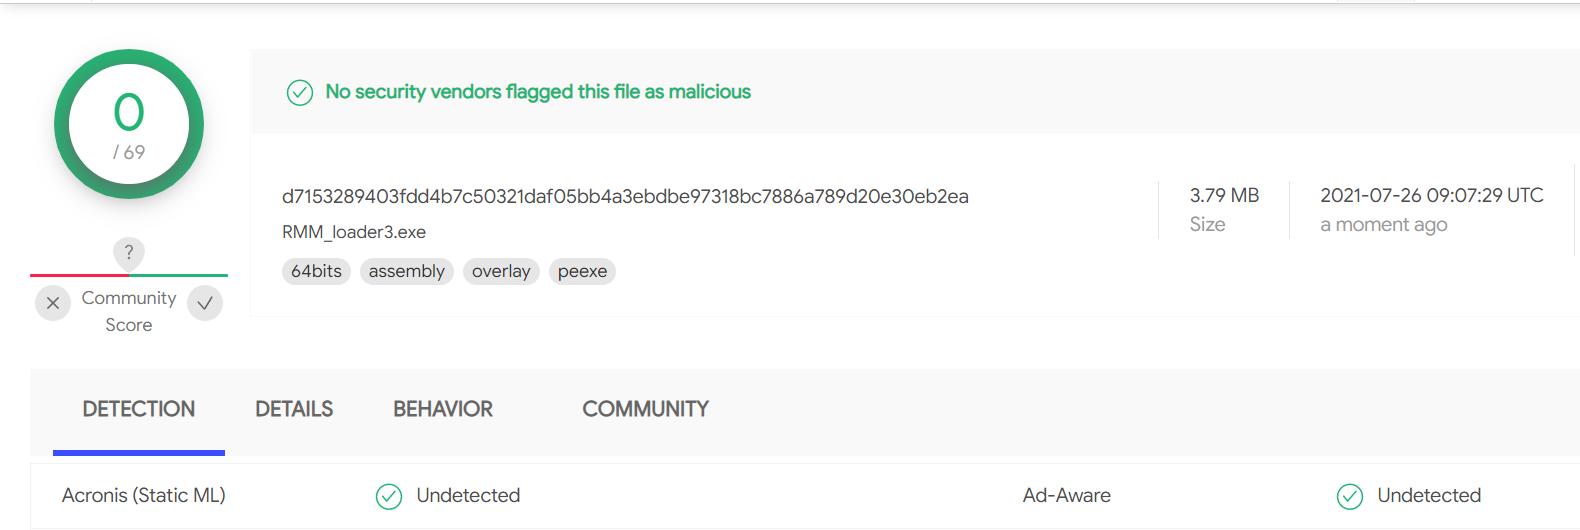 0
/ 69
No security vendors flagged this file as malicious
d7153289403fdd4b7c50321daf05bb4a3ebdbe97318bc7886a789d20e30eb2ea
RMM_loader3.exe
64bits assembly overlay peexe
3.79 MB
Size
2021-07-26 09:07:29 UTC
a moment ago
?
Community
Score
DETECTION DETAILS BEHAVIOR COMMUNITY
Acronis (Static ML) Undetected Ad-Aware Undetected